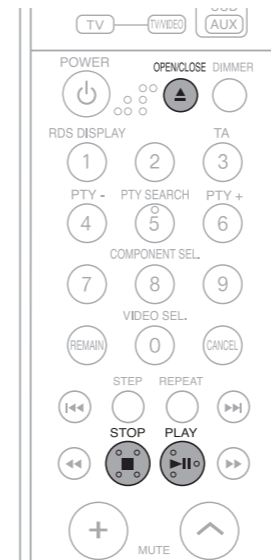 TV TV/VIDEO AUX
POWER OPEN/CLOSE DIMMER
RDS DISPLAY TA
1 2 3
PTY - PTY SEARCH PTY +
4 5 6
COMPONENT SEL.
7 8 9
VIDEO SEL.
REMAIN 0 CANCEL
STEP REPEAT
STOP PLAY
+
MUTE